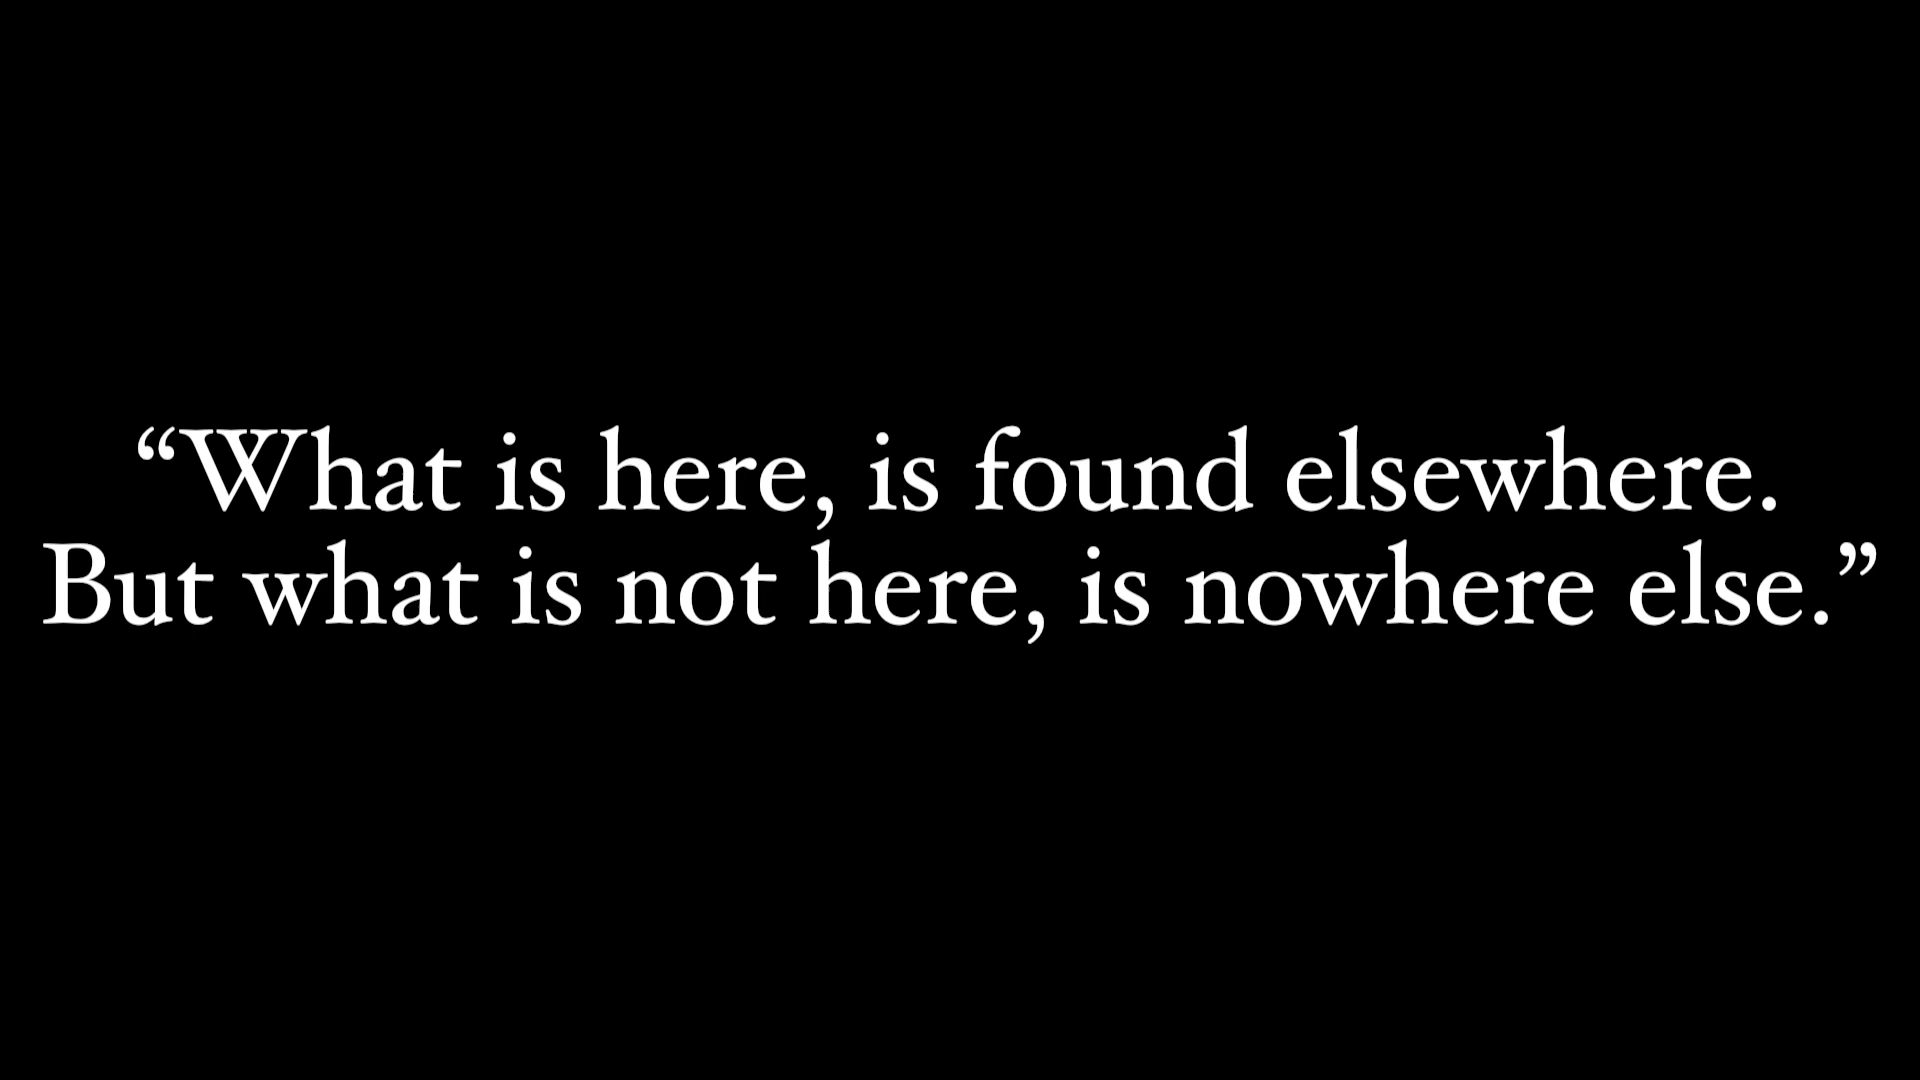 “What is here, is found elsewhere.
But what is not here, is nowhere else.”